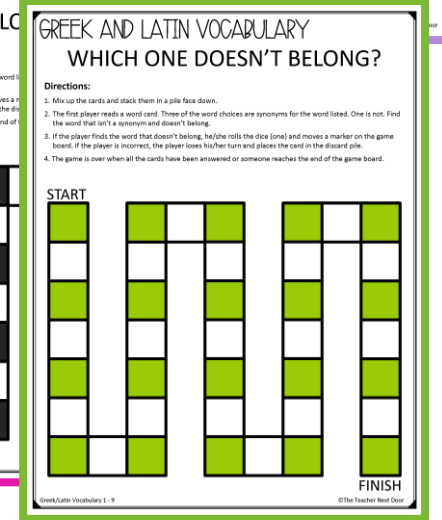 LO
GREEK AND LATIN VOCABULARY
WHICH ONE DOESN'T BELONG?
Directions:
1. Mix up the cards and stack them in a pile face down.
2. The first player reads a word card. Three of the word choices are synonyms for the word listed. One is not. Find
the word that isn't a synonym and doesn't belong.
3. If the player finds the word that doesn't belong, he/she rolls the dice (one) and moves a marker on the game
board. If the player is incorrect, the player loses his/her turn and places the card in the discard pile.
4. The game is over when all the cards have been answered or someone reaches the end of the game board.
START
FINISH
Greek/Latin Vocabulary 1 - 9
©The Teacher Next Door